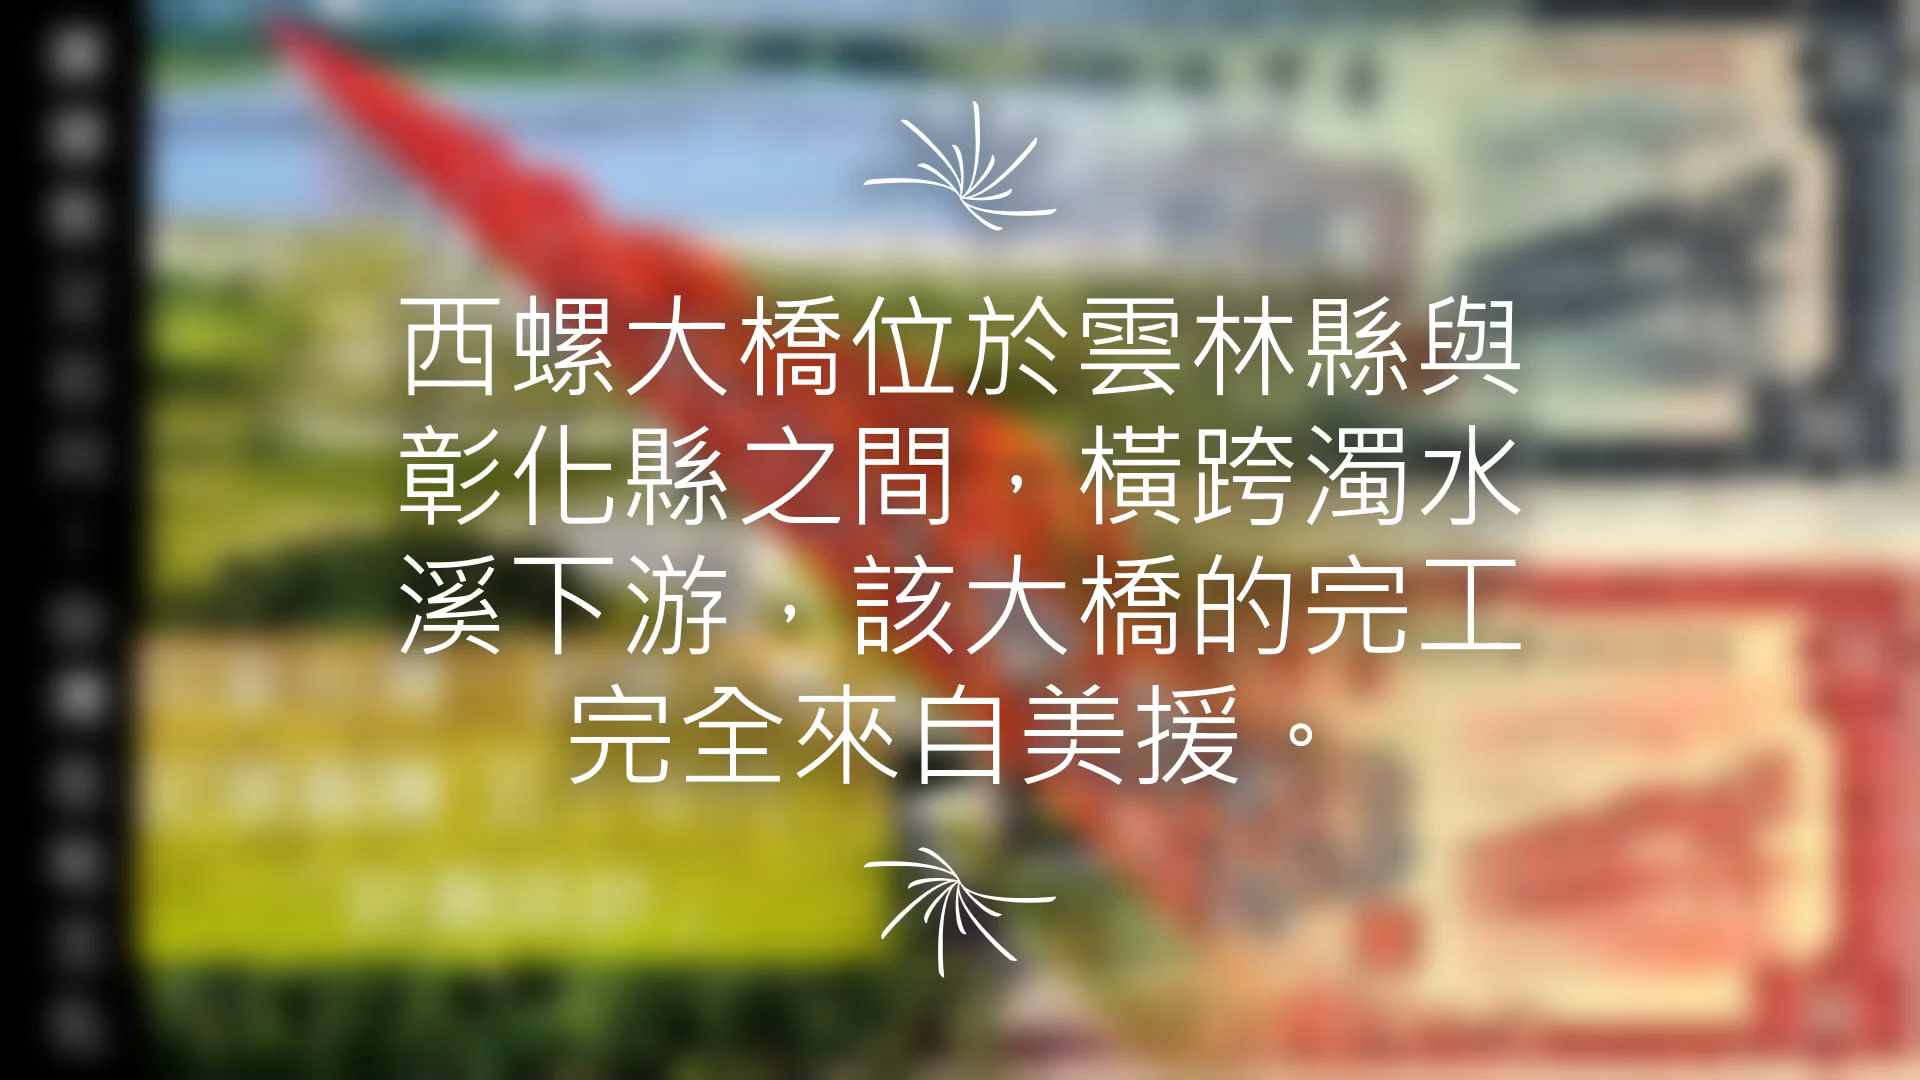 西螺大橋位於雲林縣與
彰化縣之間，橫跨濁水
溪下游，該大橋的完工
完全來自美援。